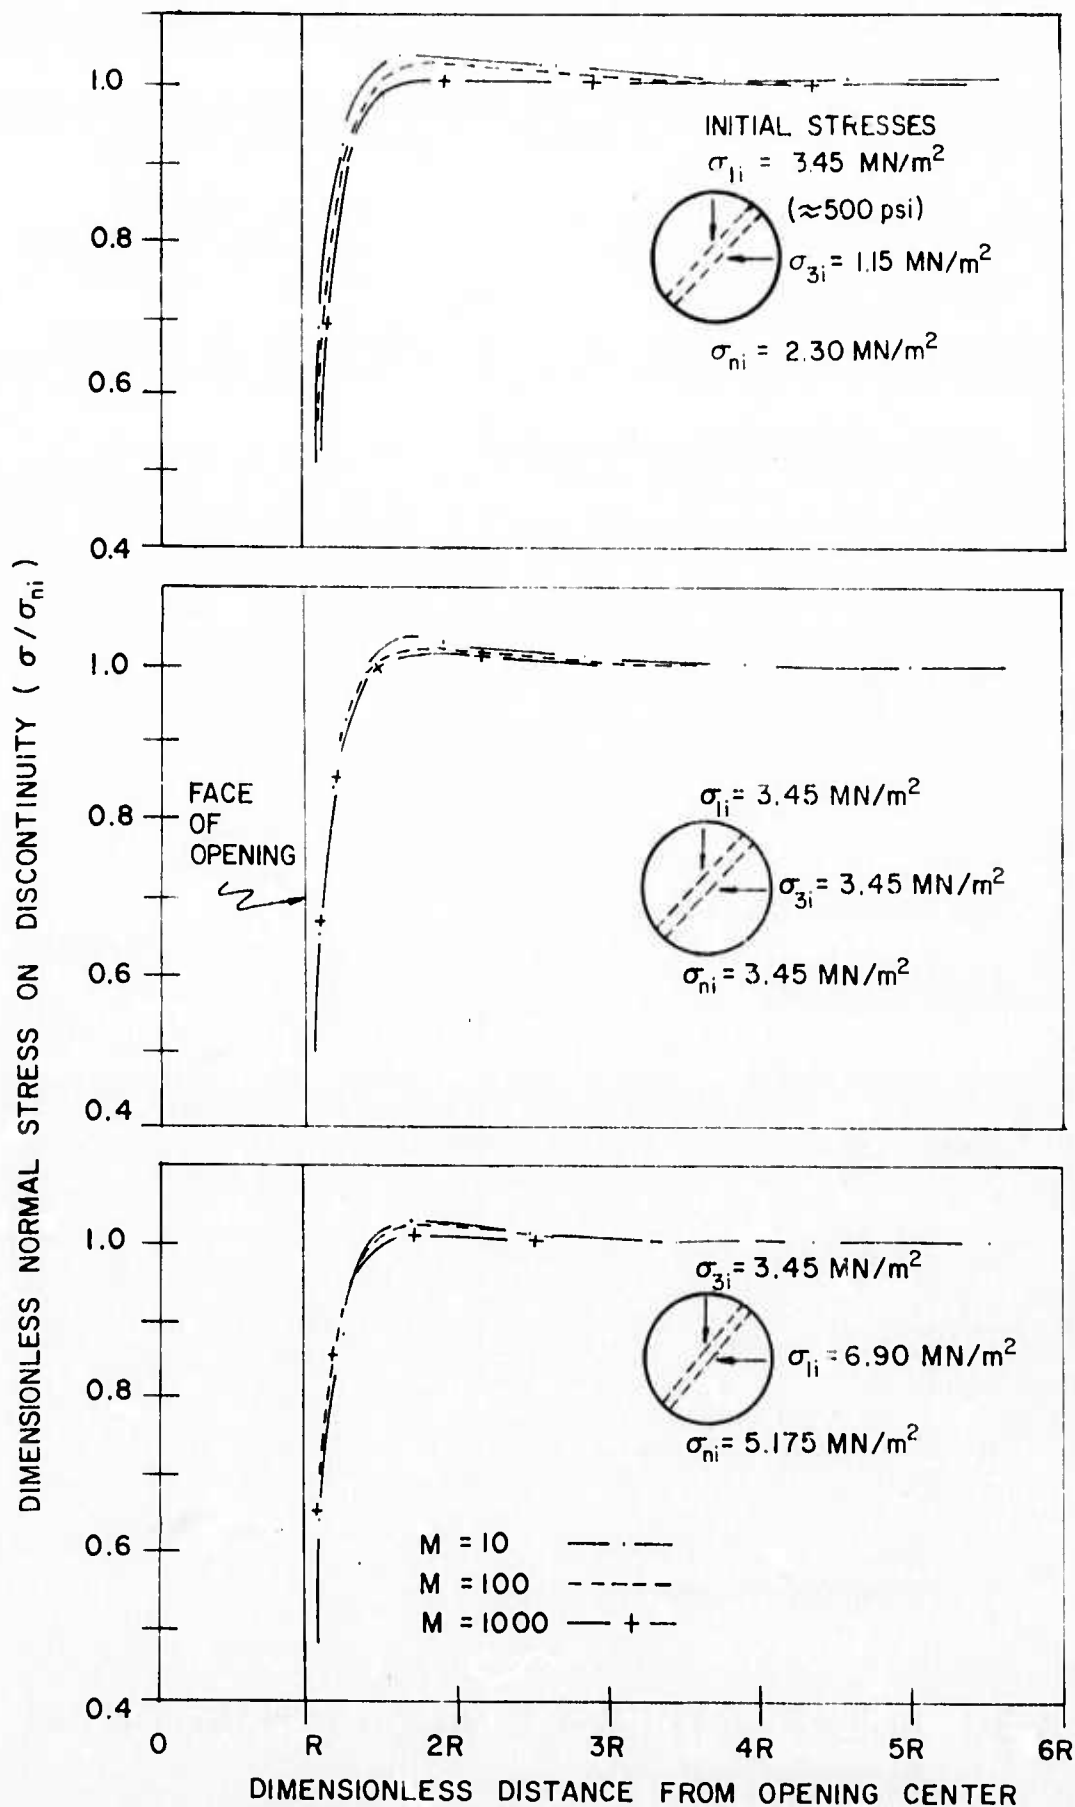 DIMENSIONLESS NORMAL STRESS ON DISCONTINUITY ( σ/σni )
1.0
0.8
0.6
0.4
INITIAL STRESSES
σ1i = 3.45 MN/m²
(≈500 psi)
σ3i = 1.15 MN/m²
σni = 2.30 MN/m²
1.0
0.8
0.6
0.4
FACE
OF
OPENING
σ1i = 3.45 MN/m²
σ3i = 3.45 MN/m²
σni = 3.45 MN/m²
1.0
0.8
0.6
0.4
σ3i = 3.45 MN/m²
σ1i = 6.90 MN/m²
σni = 5.175 MN/m²
M = 10
M = 100
M = 1000
0 R 2R 3R 4R 5R 6R
DIMENSIONLESS DISTANCE FROM OPENING CENTER